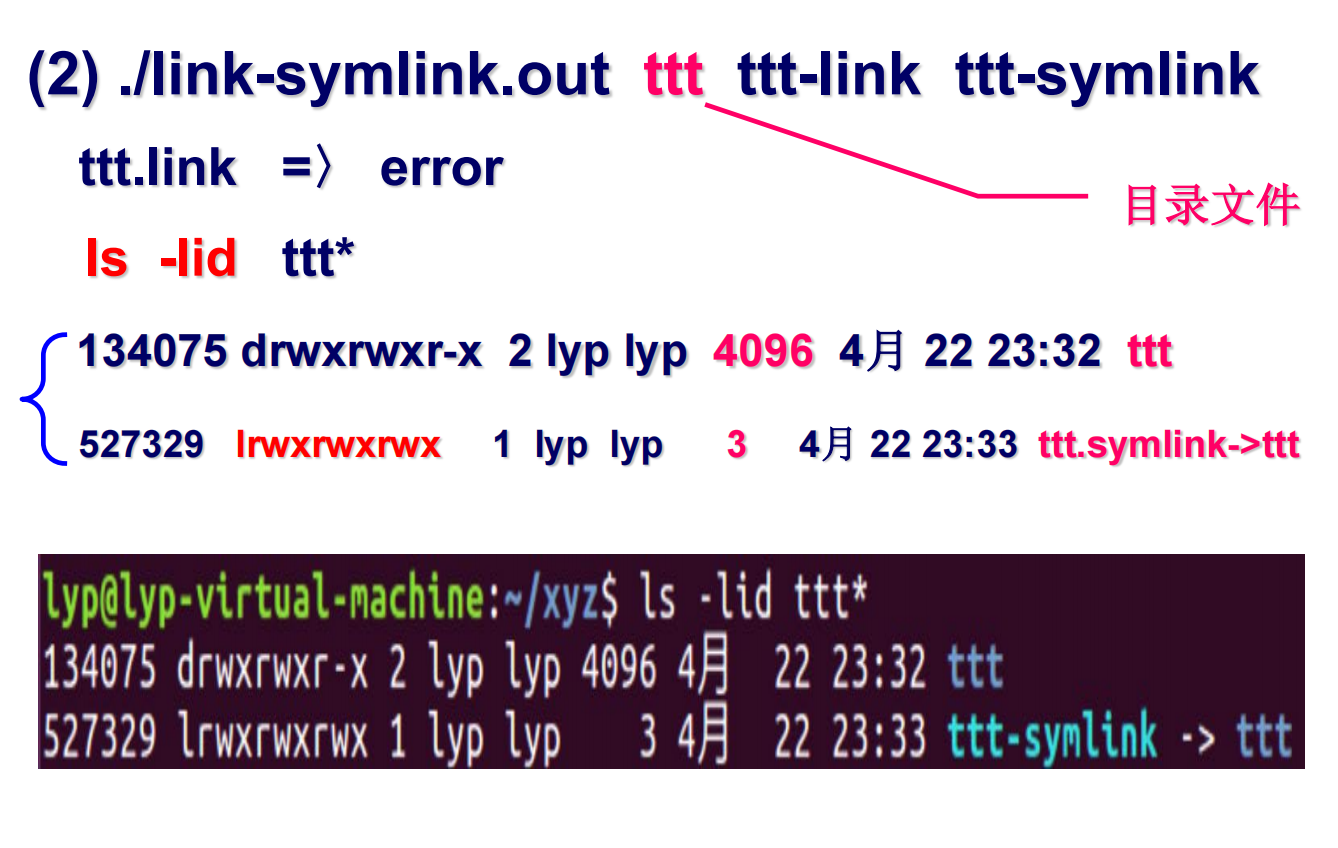 (2) ./link-symlink.out ttt ttt-link ttt-symlink
ttt.link =〉 error
目录文件
ls -lid ttt*
134075 drwxrwxr-x 2 lyp lyp 4096 4月 22 23:32 ttt
527329 lrwxrwxrwx 1 lyp lyp 3 4月 22 23:33 ttt.symlink->ttt
lyp@lyp-virtual-machine:~/xyz$ ls -lid ttt*
134075 drwxrwxr-x 2 lyp lyp 4096 4月 22 23:32 ttt
527329 lrwxrwxrwx 1 lyp lyp 3 4月 22 23:33 ttt-symlink -> ttt